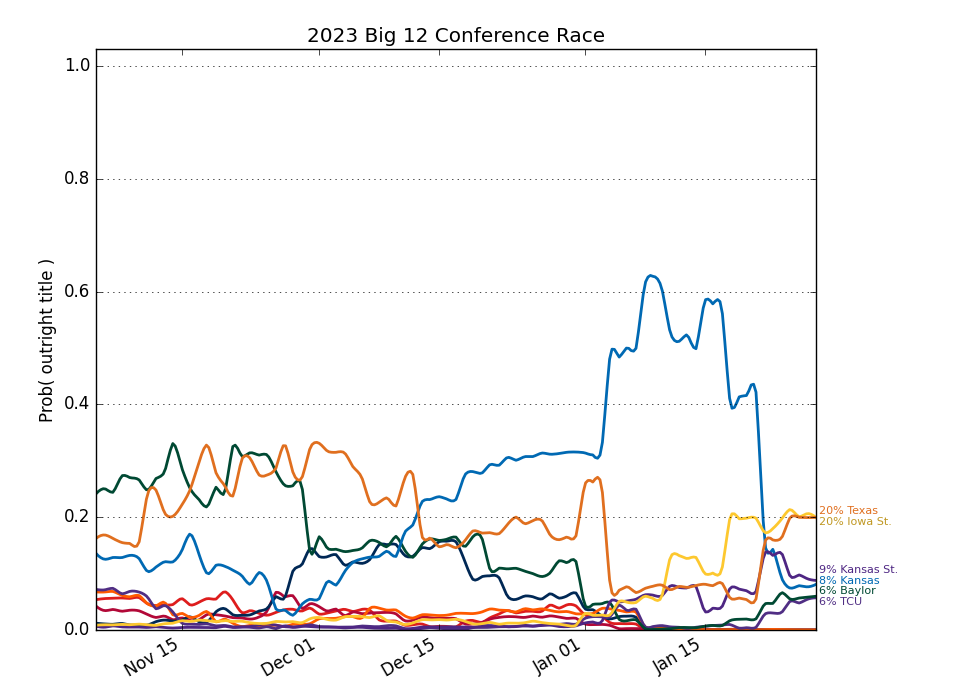 2023 Big 12 Conference Race
Prob( outright title )
1.0
0.8
0.6
0.4
0.2
0.0
Nov 15
Dec 01
Dec 15
Jan 01
Jan 15
20% Texas
20% Iowa St.
9% Kansas St.
8% Kansas
6% Baylor
6% TCU